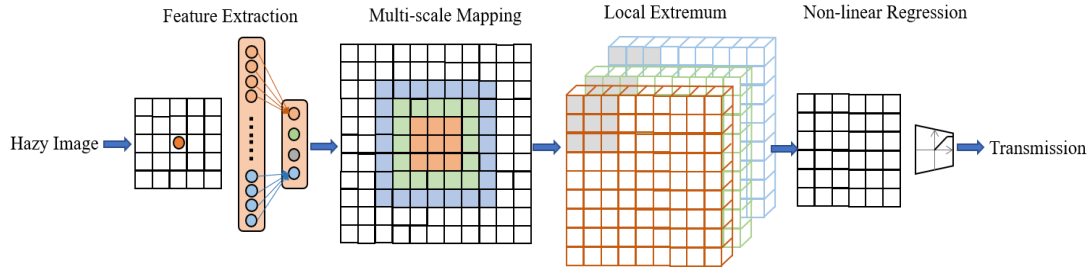 Feature Extraction
Multi-scale Mapping
Local Extremum
Non-linear Regression
Hazy Image
Transmission